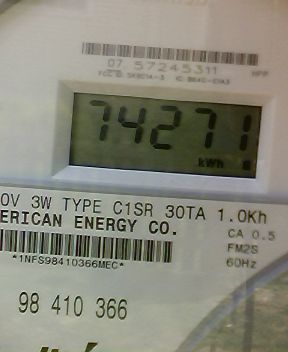 07 57245311
74271
kWh
0V 3W TYPE C1SR 30TA 1.0Kh
ERICAN ENERGY CO.
CA 0.5
FM2S
60Hz
*1NFS98410366MEC*
98 410 366